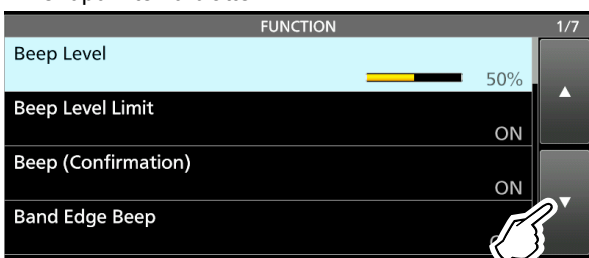 FUNCTION 1/7
Beep Level
50%
Beep Level Limit
ON
Beep (Confirmation)
ON
Band Edge Beep